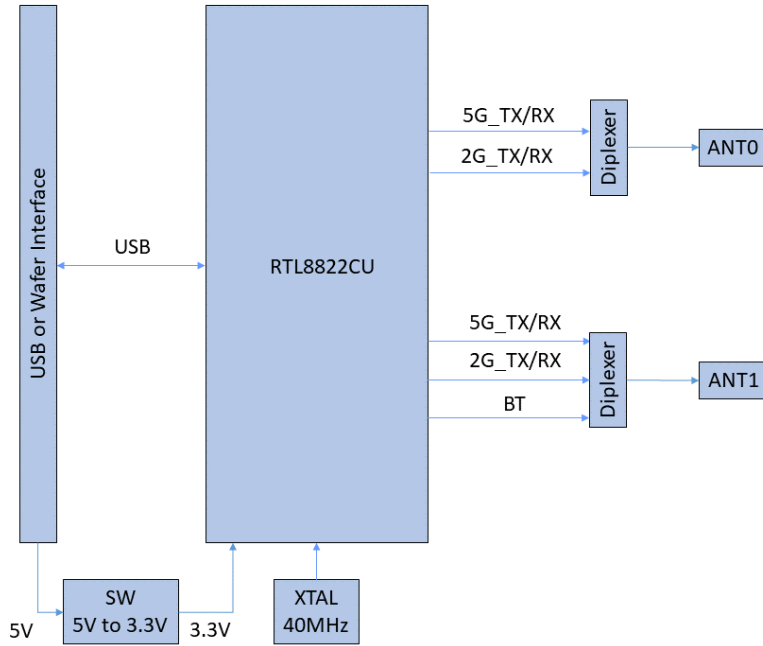 USB or Wafer Interface
USB
RTL8822CU
5G_TX/RX
2G_TX/RX
Diplexer
ANT0
5G_TX/RX
2G_TX/RX
BT
Diplexer
ANT1
5V
SW
5V to 3.3V
3.3V
XTAL
40MHz